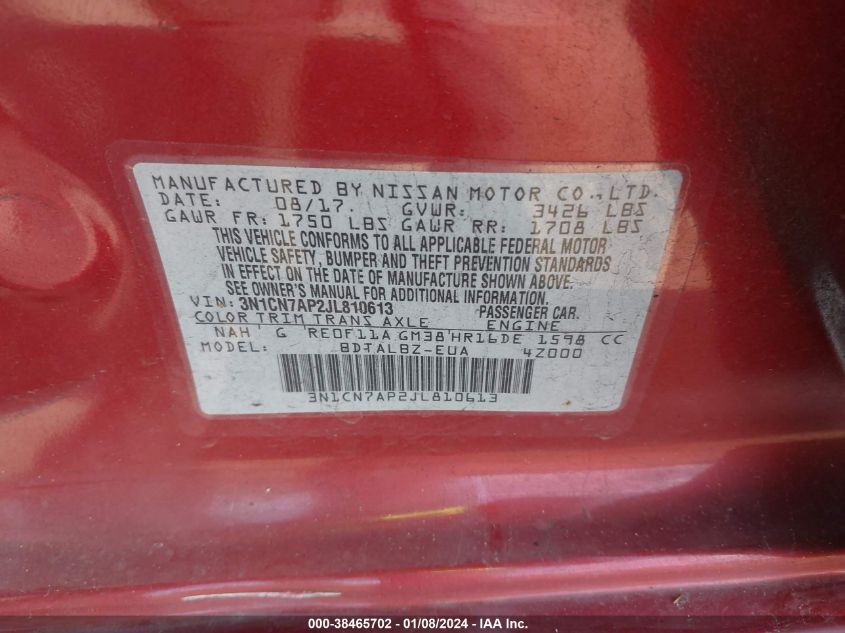 MANUFACTURED BY NISSAN MOTOR CO., LTD.
DATE: 08/17. GVWR: 3426 LBS
GAWR FR: 1750 LBS GAWR RR: 1708 LBS
THIS VEHICLE CONFORMS TO ALL APPLICABLE FEDERAL MOTOR
VEHICLE SAFETY, BUMPER AND THEFT PREVENTION STANDARDS
IN EFFECT ON THE DATE OF MANUFACTURE SHOWN ABOVE.
SEE OWNER'S MANUAL FOR ADDITIONAL INFORMATION.
VIN: 3N1CN7AP2JL810613 PASSENGER CAR.
COLOR TRIM TRANS AXLE ENGINE
NAH G RE0F11A GM38 HR16DE 1598 CC
MODEL: BDTALBZ-EUA 4Z000
3N1CN7AP2JL810613
000-38465702 - 01/08/2024 - IAA Inc.